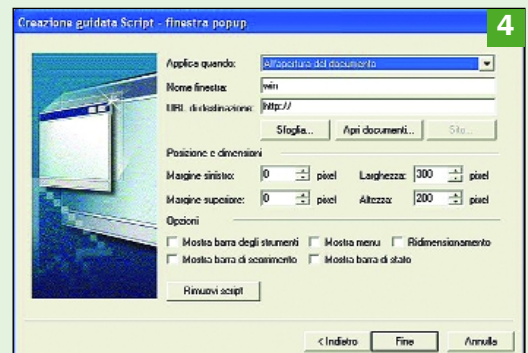 Creazione guidata Script - finestra popup
4
Applica quando: All'apertura del documento
Nome finestra: win
URL di destinazione: http://
Sfoglia... Apri documenti... Sito...
Posizione e dimensioni
Margine sinistro: 0 pixel Larghezza: 300 pixel
Margine superiore: 0 pixel Altezza: 200 pixel
Opzioni
Mostra barra degli strumenti Mostra menu Ridimensionamento
Mostra barra di scorrimento Mostra barra di stato
Rimuovi script
< Indietro Fine Annulla